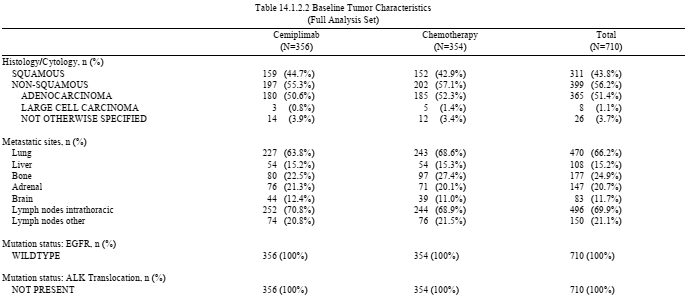 Table 14.1.2.2 Baseline Tumor Characteristics
(Full Analysis Set)
Cemiplimab Chemotherapy Total
(N=356) (N=354) (N=710)
Histology/Cytology, n (%)
SQUAMOUS 159 (44.7%) 152 (42.9%) 311 (43.8%)
NON-SQUAMOUS 197 (55.3%) 202 (57.1%) 399 (56.2%)
ADENOCARCINOMA 180 (50.6%) 185 (52.3%) 365 (51.4%)
LARGE CELL CARCINOMA 3 (0.8%) 5 (1.4%) 8 (1.1%)
NOT OTHERWISE SPECIFIED 14 (3.9%) 12 (3.4%) 26 (3.7%)
Metastatic sites, n (%)
Lung 227 (63.8%) 243 (68.6%) 470 (66.2%)
Liver 54 (15.2%) 54 (15.3%) 108 (15.2%)
Bone 80 (22.5%) 97 (27.4%) 177 (24.9%)
Adrenal 76 (21.3%) 71 (20.1%) 147 (20.7%)
Brain 44 (12.4%) 39 (11.0%) 83 (11.7%)
Lymph nodes intrathoracic 252 (70.8%) 244 (68.9%) 496 (69.9%)
Lymph nodes other 74 (20.8%) 76 (21.5%) 150 (21.1%)
Mutation status: EGFR, n (%)
WILDTYPE 356 (100%) 354 (100%) 710 (100%)
Mutation status: ALK Translocation, n (%)
NOT PRESENT 356 (100%) 354 (100%) 710 (100%)